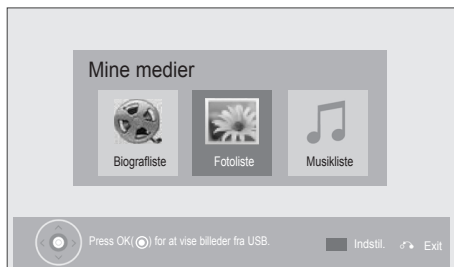 Mine medier
Biografliste Fotoliste Musikliste
Press OK(◉) for at vise billeder fra USB. Indstil. Exit